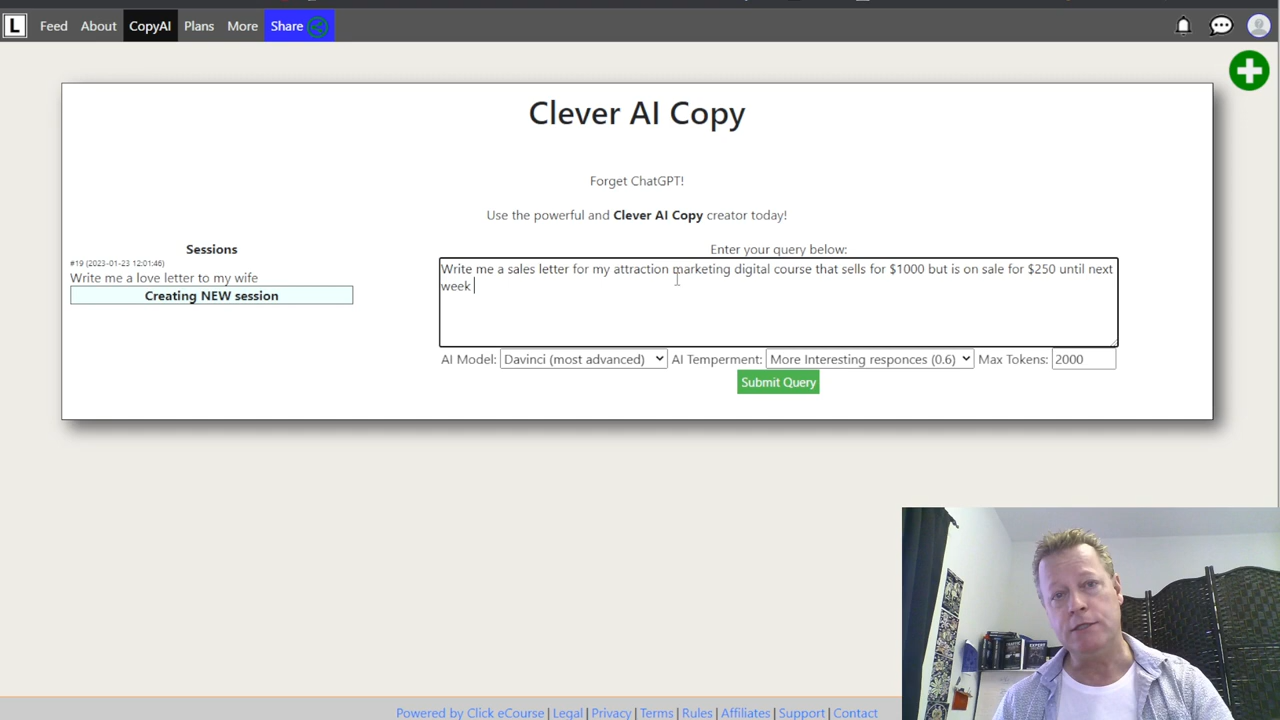 L Feed About CopyAI Plans More Share
Clever AI Copy
Forget ChatGPT!
Use the powerful and Clever AI Copy creator today!
Sessions
#19 (2023-01-23 12:01:46)
Write me a love letter to my wife
Creating NEW session
Enter your query below:
Write me a sales letter for my attraction marketing digital course that sells for $1000 but is on sale for $250 until next
week
AI Model: Davinci (most advanced) AI Temperment: More Interesting responces (0.6) Max Tokens: 2000
Submit Query
Powered by Click eCourse | Legal | Privacy | Terms | Rules | Affiliates | Support | Contact